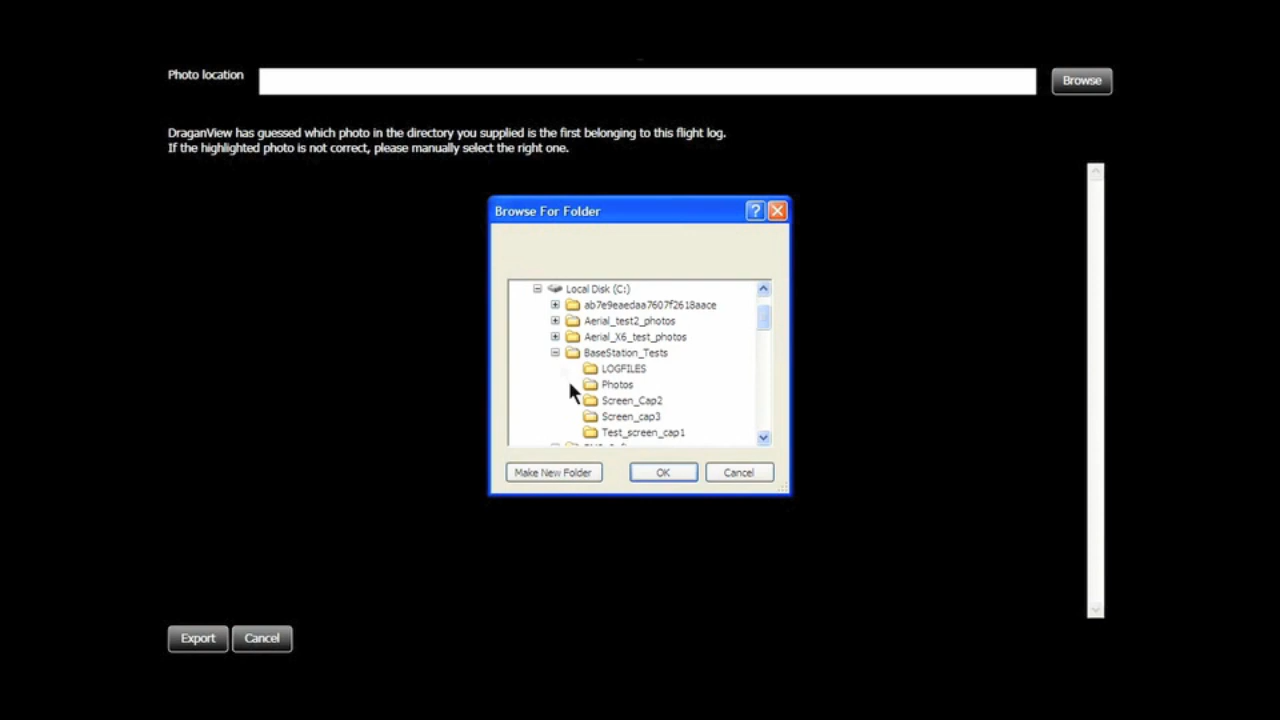 Photo location
Browse
DraganView has guessed which photo in the directory you supplied is the first belonging to this flight log.
If the highlighted photo is not correct, please manually select the right one.
Browse For Folder
Local Disk (C:)
ab7e9eaedaa7607f2618aace
Aerial_test2_photos
Aerial_X6_test_photos
BaseStation_Tests
LOGFILES
Photos
Screen_Cap2
Screen_cap3
Test_screen_cap1
Make New Folder
OK
Cancel
Export
Cancel